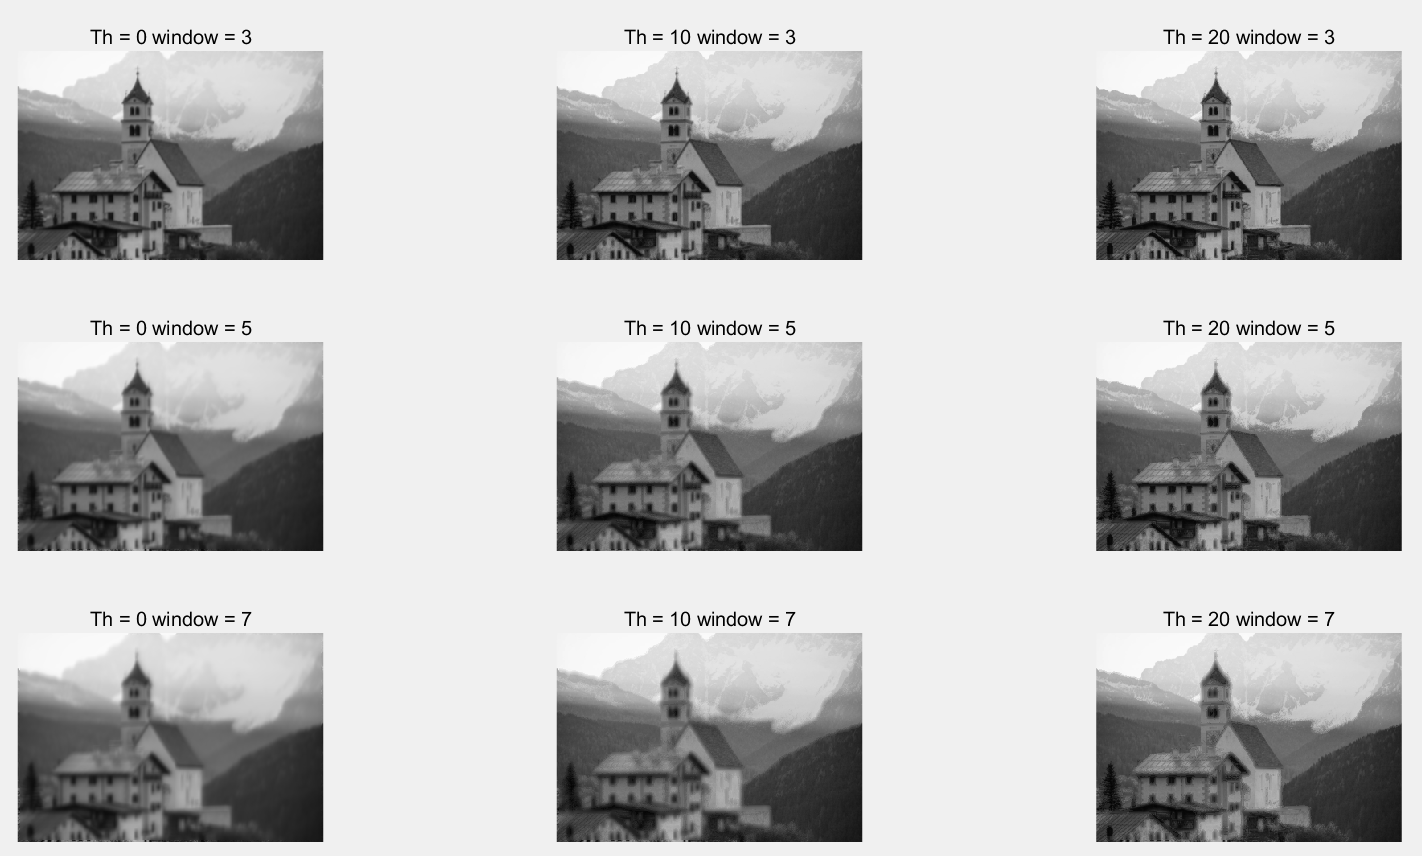 Th = 0 window = 3
Th = 10 window = 3
Th = 20 window = 3
Th = 0 window = 5
Th = 10 window = 5
Th = 20 window = 5
Th = 0 window = 7
Th = 10 window = 7
Th = 20 window = 7